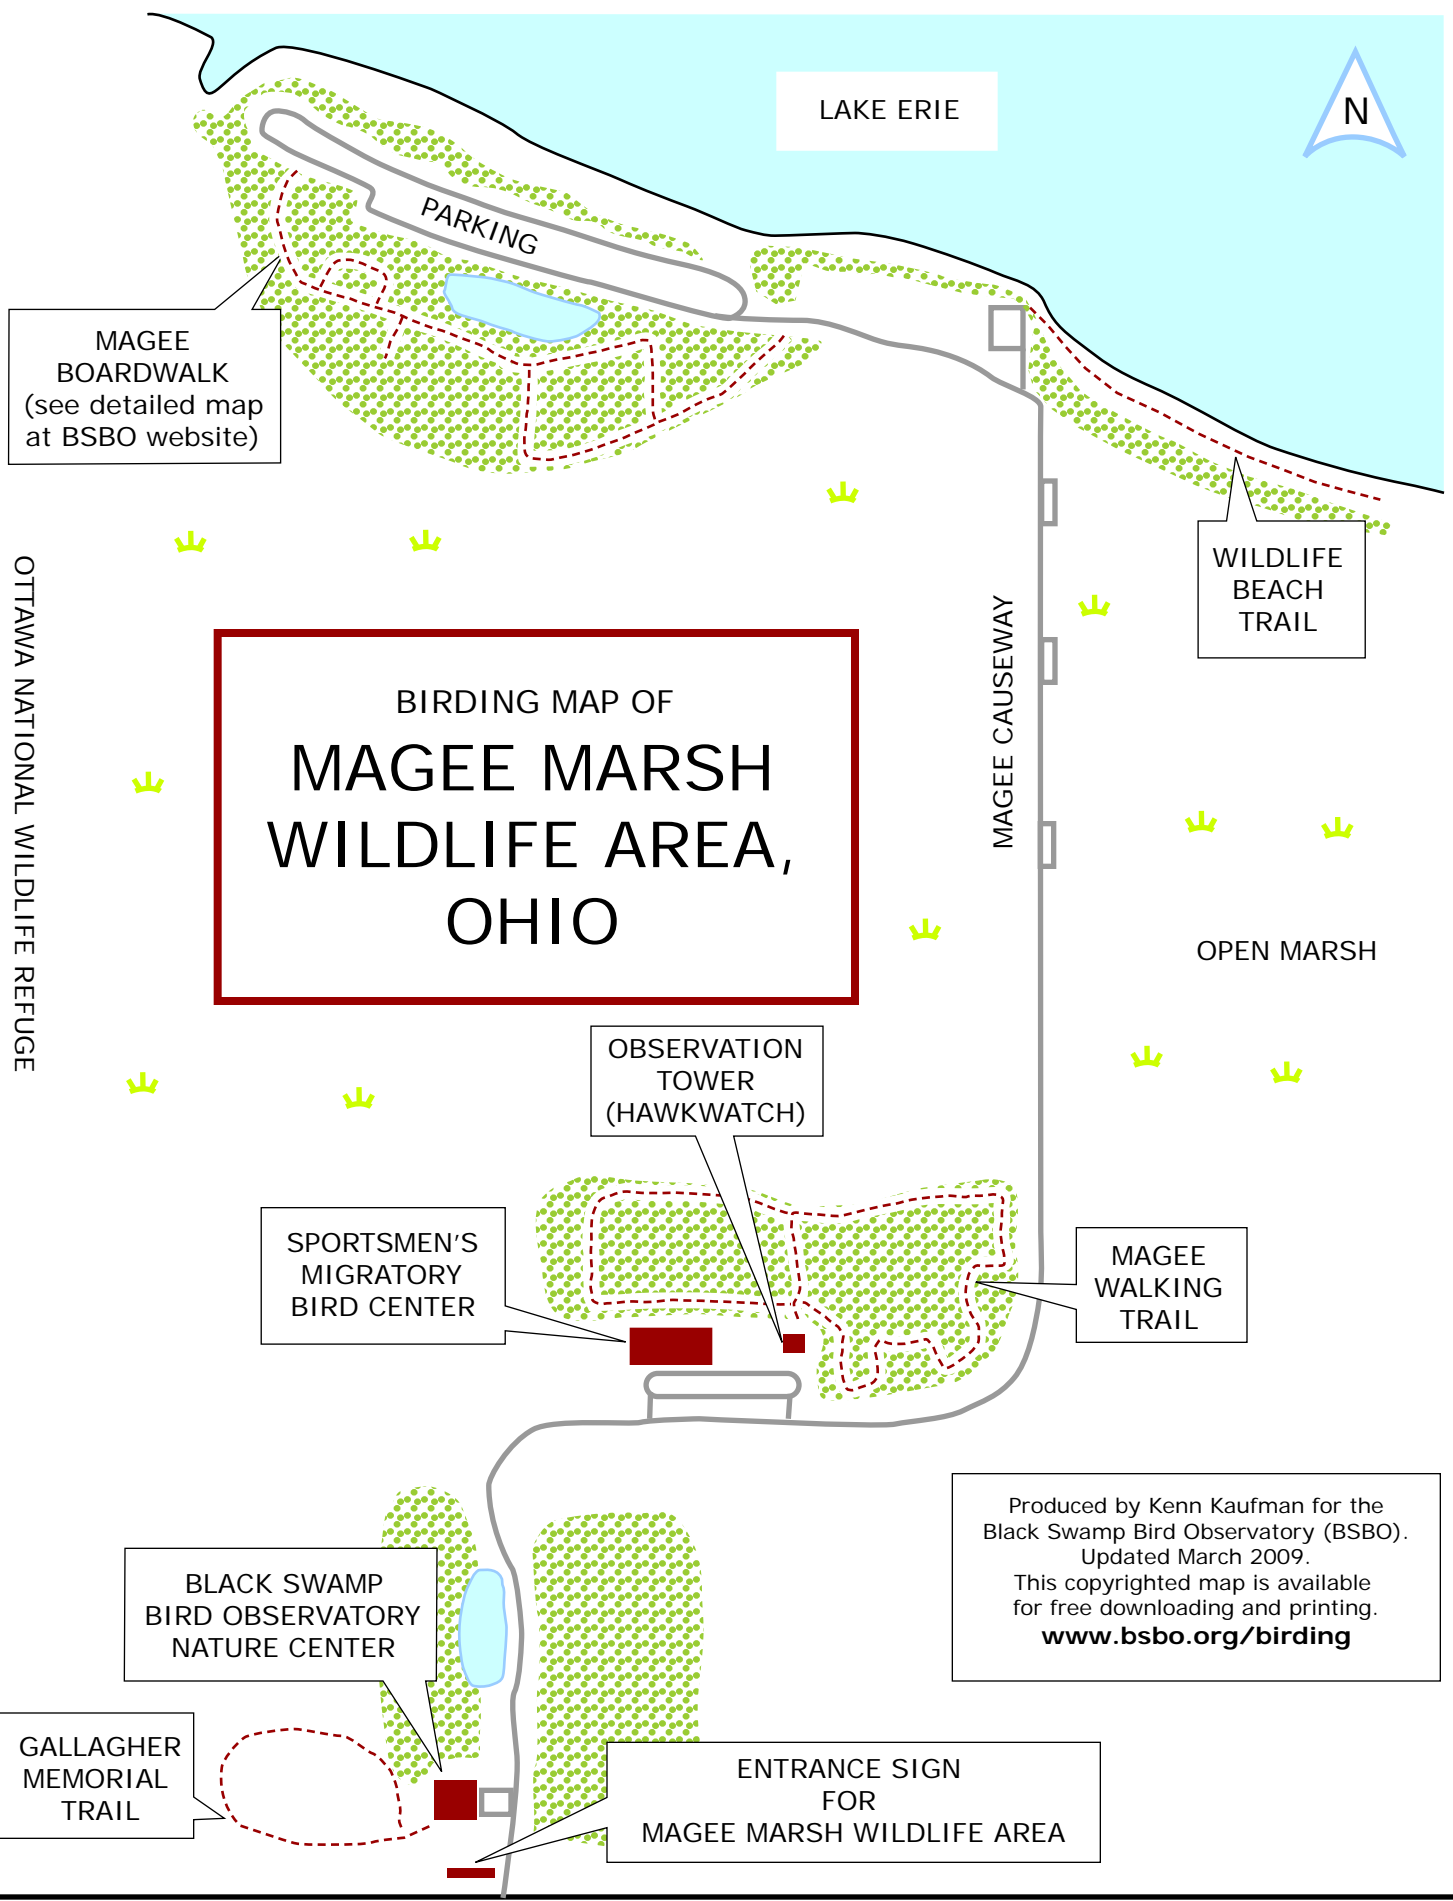 LAKE ERIE
N
PARKING
MAGEE
BOARDWALK
(see detailed map
at BSBO website)
WILDLIFE
BEACH
TRAIL
OTTAWA NATIONAL WILDLIFE REFUGE
MAGEE CAUSEWAY
BIRDING MAP OF
MAGEE MARSH
WILDLIFE AREA,
OHIO
OPEN MARSH
OBSERVATION
TOWER
(HAWKWATCH)
SPORTSMEN'S
MIGRATORY
BIRD CENTER
MAGEE
WALKING
TRAIL
Produced by Kenn Kaufman for the
Black Swamp Bird Observatory (BSBO).
Updated March 2009.
This copyrighted map is available
for free downloading and printing.
www.bsbo.org/birding
BLACK SWAMP
BIRD OBSERVATORY
NATURE CENTER
GALLAGHER
MEMORIAL
TRAIL
ENTRANCE SIGN
FOR
MAGEE MARSH WILDLIFE AREA